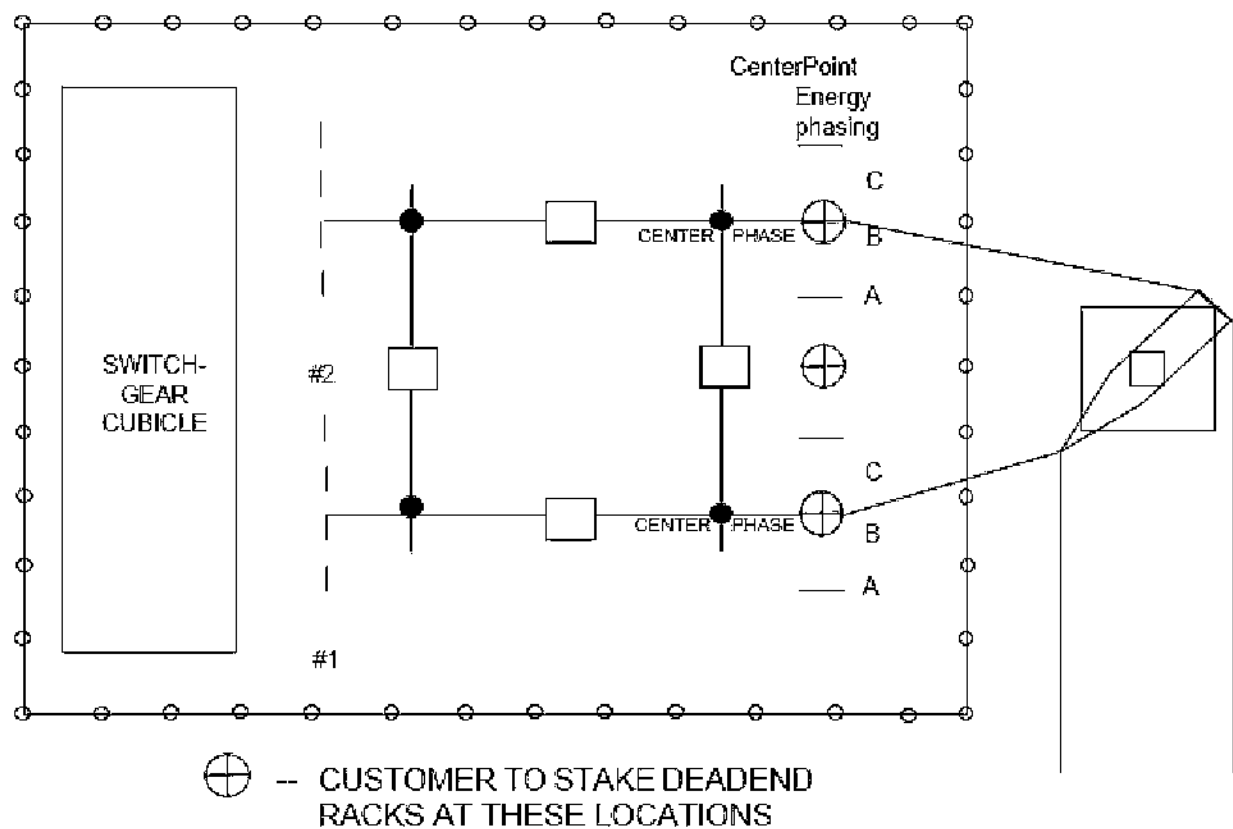 CenterPoint
Energy
phasing
C
CENTER PHASE
B
A
SWITCH-
GEAR
CUBICLE
#2
C
CENTER PHASE
B
A
#1
-- CUSTOMER TO STAKE DEADEND
RACKS AT THESE LOCATIONS